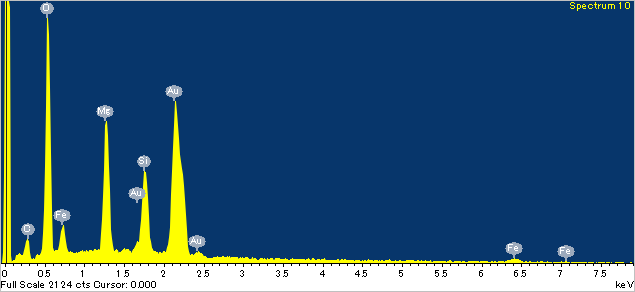 Spectrum 10
O
Au
Mg
Si
Au
Fe
C
Au
Fe
Fe
0 0.5 1 1.5 2 2.5 3 3.5 4 4.5 5 5.5 6 6.5 7 7.5
Full Scale 2124 cts Cursor: 0.000 keV